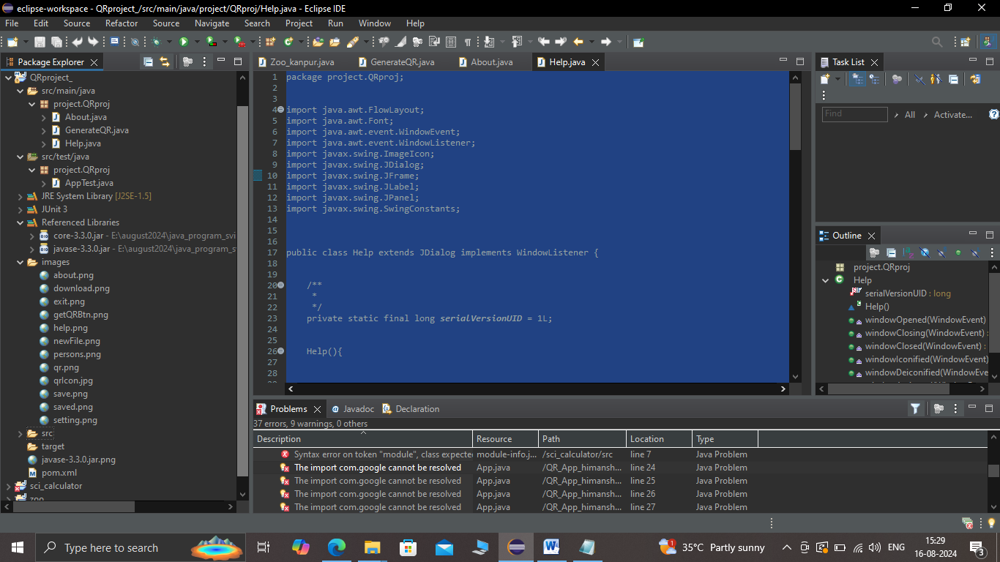 eclipse-workspace - QRproject_/src/main/java/project/QRproj/Help.java - Eclipse IDE
File Edit Source Refactor Source Navigate Search Project Run Window Help
Package Explorer
QRproject_
src/main/java
project.QRproj
About.java
GenerateQR.java
Help.java
src/test/java
project.QRproj
AppTest.java
JRE System Library [J2SE-1.5]
JUnit 3
Referenced Libraries
core-3.3.0.jar - E:\august2024\java_program_svi
javase-3.3.0.jar - E:\august2024\java_program_s
images
about.png
download.png
exit.png
getQRBtn.png
help.png
newFile.png
persons.png
qr.png
qrIcon.jpg
save.png
saved.png
setting.png
src
target
javase-3.3.0.jar.png
pom.xml
sci_calculator
zoo
Zoo_kanpur.java GenerateQR.java About.java Help.java
1 package project.QRproj;
2
3
4 import java.awt.FlowLayout;
5 import java.awt.Font;
6 import java.awt.event.WindowEvent;
7 import java.awt.event.WindowListener;
8 import javax.swing.ImageIcon;
9 import javax.swing.JDialog;
10 import javax.swing.JFrame;
11 import javax.swing.JLabel;
12 import javax.swing.JPanel;
13 import javax.swing.SwingConstants;
14
15
16
17 public class Help extends JDialog implements WindowListener {
18
19
20 /**
21 *
22 */
23 private static final long serialVersionUID = 1L;
24
25
26 Help(){
27
28
Task List
Find All Activate...
Outline
project.QRproj
Help
serialVersionUID : long
Help()
windowOpened(WindowEvent)
windowClosing(WindowEvent) :
windowClosed(WindowEvent) :
windowIconified(WindowEvent)
windowDeiconified(WindowEve
Problems Javadoc Declaration
37 errors, 9 warnings, 0 others
Description Resource Path Location Type
Syntax error on token "module", class expected module-info.j... /sci_calculator/src line 7 Java Problem
The import com.google cannot be resolved App.java /QR_App_himansh... line 24 Java Problem
The import com.google cannot be resolved App.java /QR_App_himansh... line 25 Java Problem
The import com.google cannot be resolved App.java /QR_App_himansh... line 26 Java Problem
The import com.google cannot be resolved App.java /QR_App_himansh... line 27 Java Problem
Type here to search
35°C Partly sunny
ENG
15:29
16-08-2024
3